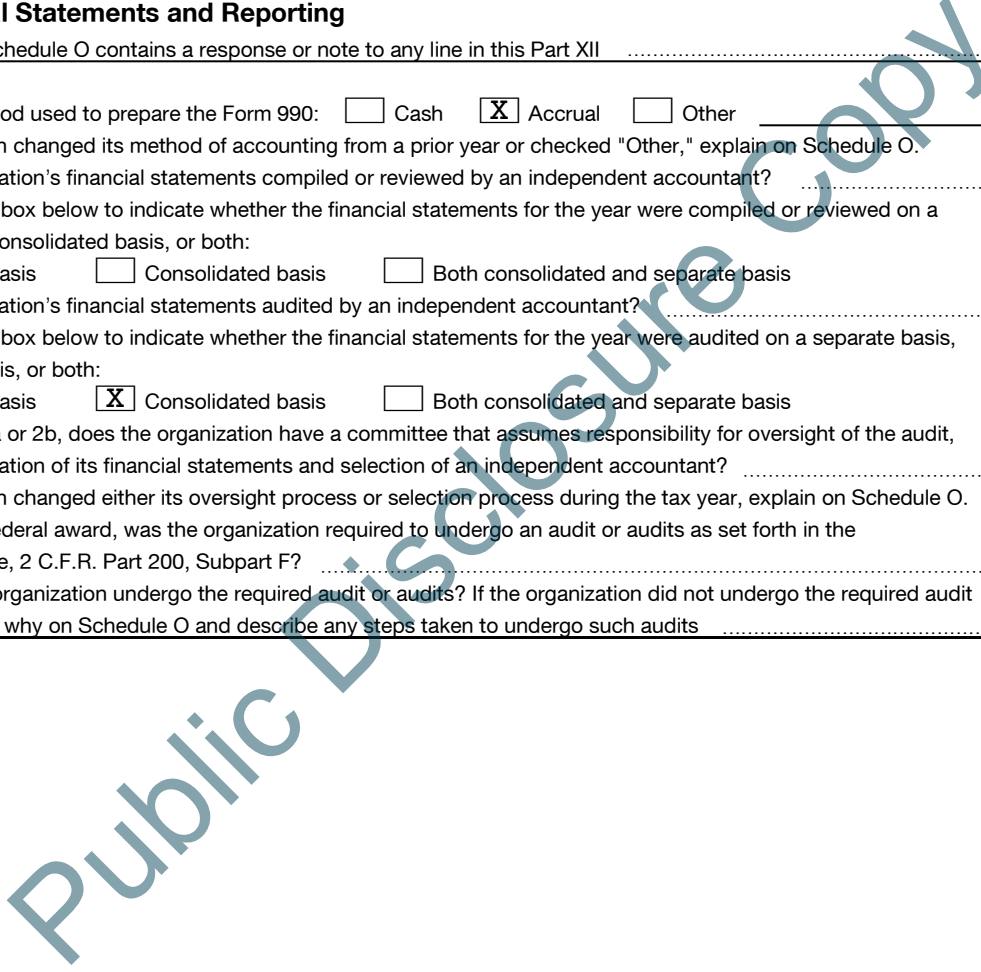 l Statements and Reporting
chedule O contains a response or note to any line in this Part XII
od used to prepare the Form 990: Cash X Accrual Other
n changed its method of accounting from a prior year or checked "Other," explain on Schedule O.
ation's financial statements compiled or reviewed by an independent accountant?
box below to indicate whether the financial statements for the year were compiled or reviewed on a
onsolidated basis, or both:
asis Consolidated basis Both consolidated and separate basis
ation's financial statements audited by an independent accountant?
box below to indicate whether the financial statements for the year were audited on a separate basis,
is, or both:
asis X Consolidated basis Both consolidated and separate basis
or 2b, does the organization have a committee that assumes responsibility for oversight of the audit,
ation of its financial statements and selection of an independent accountant?
n changed either its oversight process or selection process during the tax year, explain on Schedule O.
ederal award, was the organization required to undergo an audit or audits as set forth in the
e, 2 C.F.R. Part 200, Subpart F?
organization undergo the required audit or audits? If the organization did not undergo the required audit
why on Schedule O and describe any steps taken to undergo such audits
Public Disclosure Copy